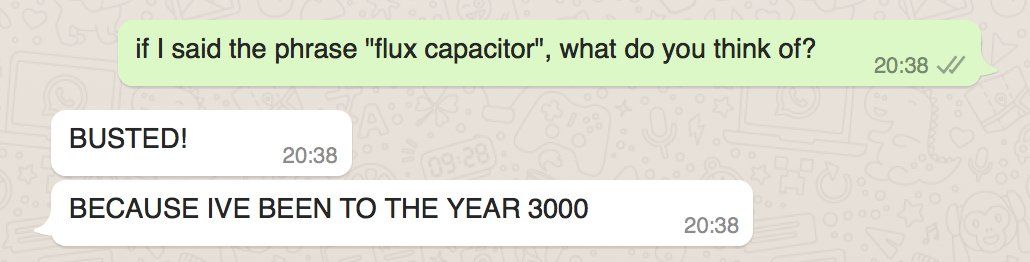 if I said the phrase "flux capacitor", what do you think of?
20:38
BUSTED!
20:38
BECAUSE IVE BEEN TO THE YEAR 3000
20:38